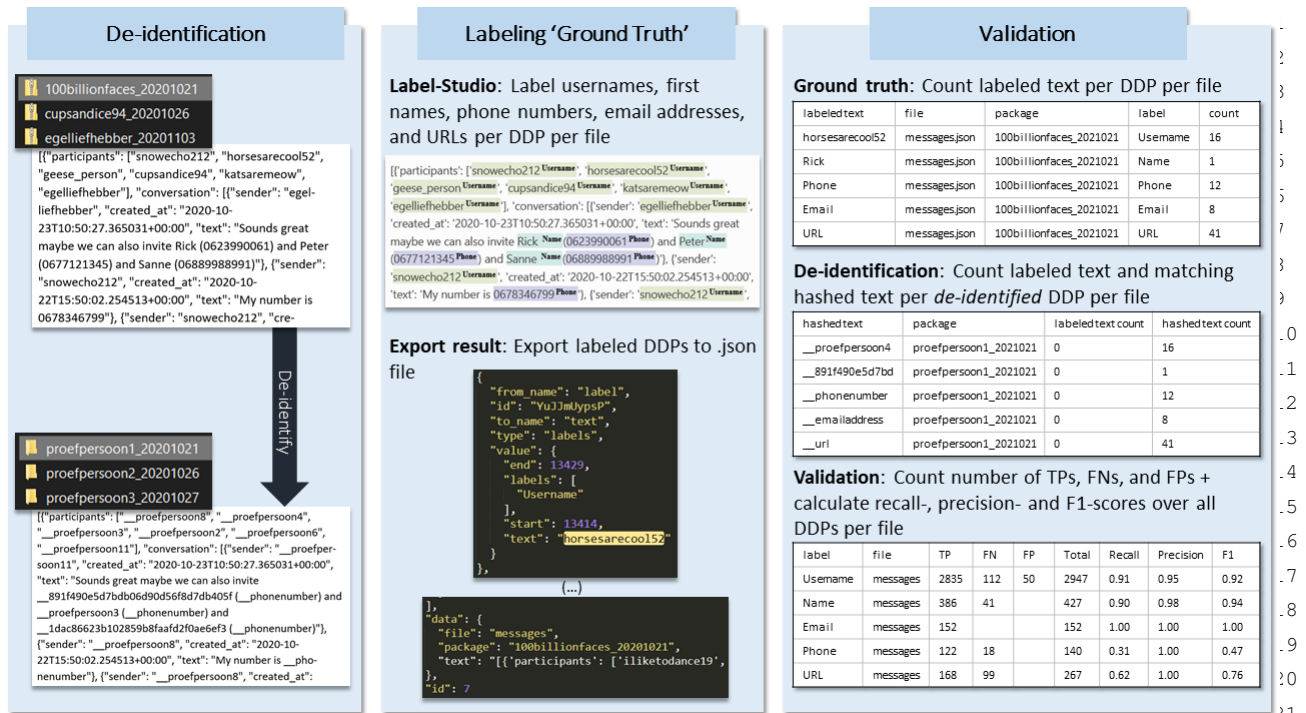 De-identification
100billionfaces_20201021
cupsandice94_20201026
egelliefhebber_20201103
[{"participants": ["snowecho212", "horsesarecool52",
"geese_person", "cupsandice94", "katsaremeow",
"egelliefhebber"], "conversation": [{"sender": "egel-
liefhebber", "created_at": "2020-10-
23T10:50:27.365031+00:00", "text": "Sounds great
maybe we can also invite Rick (0623990061) and Peter
(0677121345) and Sanne (06889988991)"}, {"sender":
"snowecho212", "created_at": "2020-10-
22T15:50:02.254513+00:00", "text": "My number is
0678346799"}, {"sender": "snowecho212", "cre-
De-identify
proefpersoon1_20201021
proefpersoon2_20201026
proefpersoon3_20201027
[{"participants": ["__proefpersoon8", "__proefpersoon4",
"__proefpersoon3", "__proefpersoon2", "__proefpersoon6",
"__proefpersoon11"], "conversation": [{"sender": "__proefper-
soon11", "created_at": "2020-10-23T10:50:27.365031+00:00",
"text": "Sounds great maybe we can also invite
__891f490e5d7bdb06d90d56f8d7db405f (__phonenumber) and
__proefpersoon3 (__phonenumber) and
__1dac86623b102859b8faafd2f0ae6ef3 (__phonenumber)"},
{"sender": "__proefpersoon8", "created_at": "2020-10-
22T15:50:02.254513+00:00", "text": "My number is __pho-
nenumber"}, {"sender": "__proefpersoon8", "created_at":
Labeling ‘Ground Truth’
Label-Studio: Label usernames, first
names, phone numbers, email addresses,
and URLs per DDP per file
[{'participants': ['snowecho212 Username', 'horsesarecool52 Username',
'geese_person Username', 'cupsandice94 Username', 'katsaremeow Username',
'egelliefhebber Username'], 'conversation': [{'sender': 'egelliefhebber Username',
'created_at': '2020-10-23T10:50:27.365031+00:00', 'text': 'Sounds great
maybe we can also invite Rick Name (0623990061 Phone) and Peter Name
(0677121345 Phone) and Sanne Name (06889988991 Phone)'}, {'sender':
'snowecho212 Username', 'created_at': '2020-10-22T15:50:02.254513+00:00',
'text': 'My number is 0678346799 Phone'}, {'sender': 'snowecho212 Username',
Export result: Export labeled DDPs to .json
file
{
"from_name": "label",
"id": "YuJJmUypsP",
"to_name": "text",
"type": "labels",
"value": {
"end": 13429,
"labels": [
"Username"
],
"start": 13414,
"text": "horsesarecool52"
}
},
(...)
],
"data": {
"file": "messages",
"package": "100billionfaces_20201021",
"text": "[{'participants': ['iliketodance19',
},
"id": 7
Validation
Ground truth: Count labeled text per DDP per file
labeled text file package label count
horsesarecool52 messages.json 100billionfaces_2021021 Username 16
Rick messages.json 100billionfaces_2021021 Name 1
Phone messages.json 100billionfaces_2021021 Phone 12
Email messages.json 100billionfaces_2021021 Email 8
URL messages.json 100billionfaces_2021021 URL 41
De-identification: Count labeled text and matching
hashed text per de-identified DDP per file
hashed text package labeled text count hashed text count
__proefpersoon4 proefpersoon1_2021021 0 16
__891f490e5d7bd proefpersoon1_2021021 0 1
__phonenumber proefpersoon1_2021021 0 12
__emailaddress proefpersoon1_2021021 0 8
__url proefpersoon1_2021021 0 41
Validation: Count number of TPs, FNs, and FPs +
calculate recall-, precision- and F1-scores over all
DDPs per file
label file TP FN FP Total Recall Precision F1
Username messages 2835 112 50 2947 0.91 0.95 0.92
Name messages 386 41 427 0.90 0.98 0.94
Email messages 152 152 1.00 1.00 1.00
Phone messages 122 18 140 0.31 1.00 0.47
URL messages 168 99 267 0.62 1.00 0.76